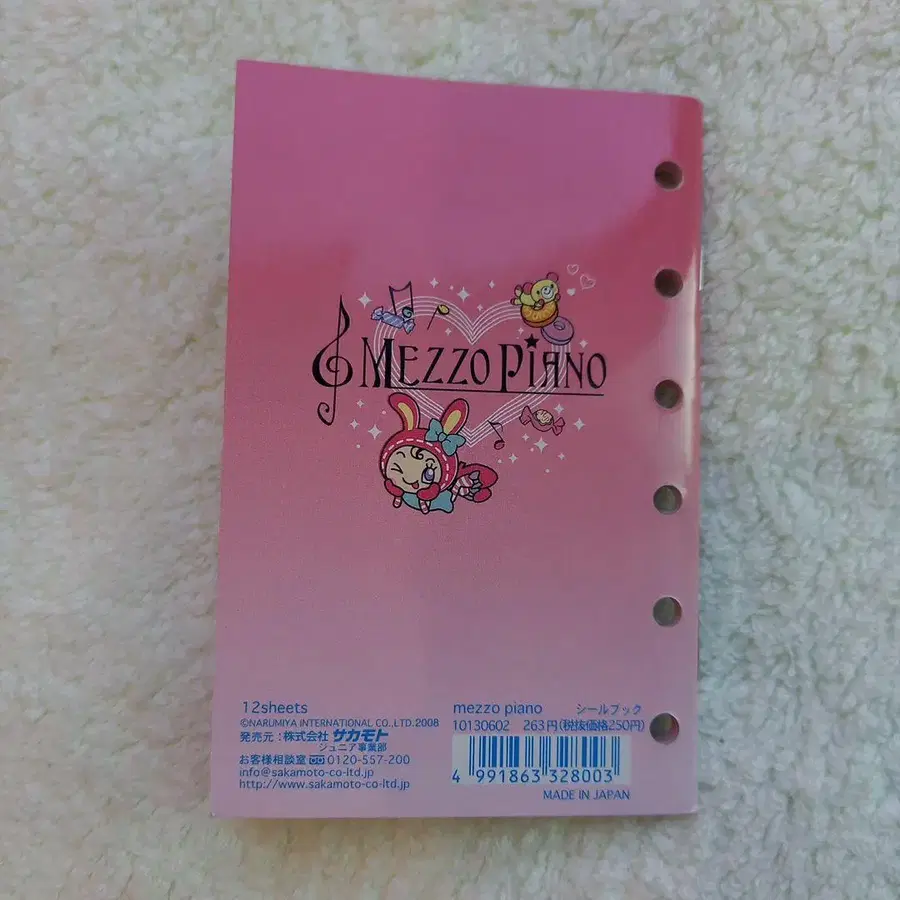 MEZZO PIANO
12sheets
©NARUMIYA INTERNATIONAL CO.,LTD.2008
発売元：株式会社 サカモト
ジュニア事業部
お客様相談室 0120-557-200
info@sakamoto-co-ltd.jp
http://www.sakamoto-co-ltd.jp
mezzo piano シールブック
10130602 263円(税抜価格250円)
4 991863 328003
MADE IN JAPAN